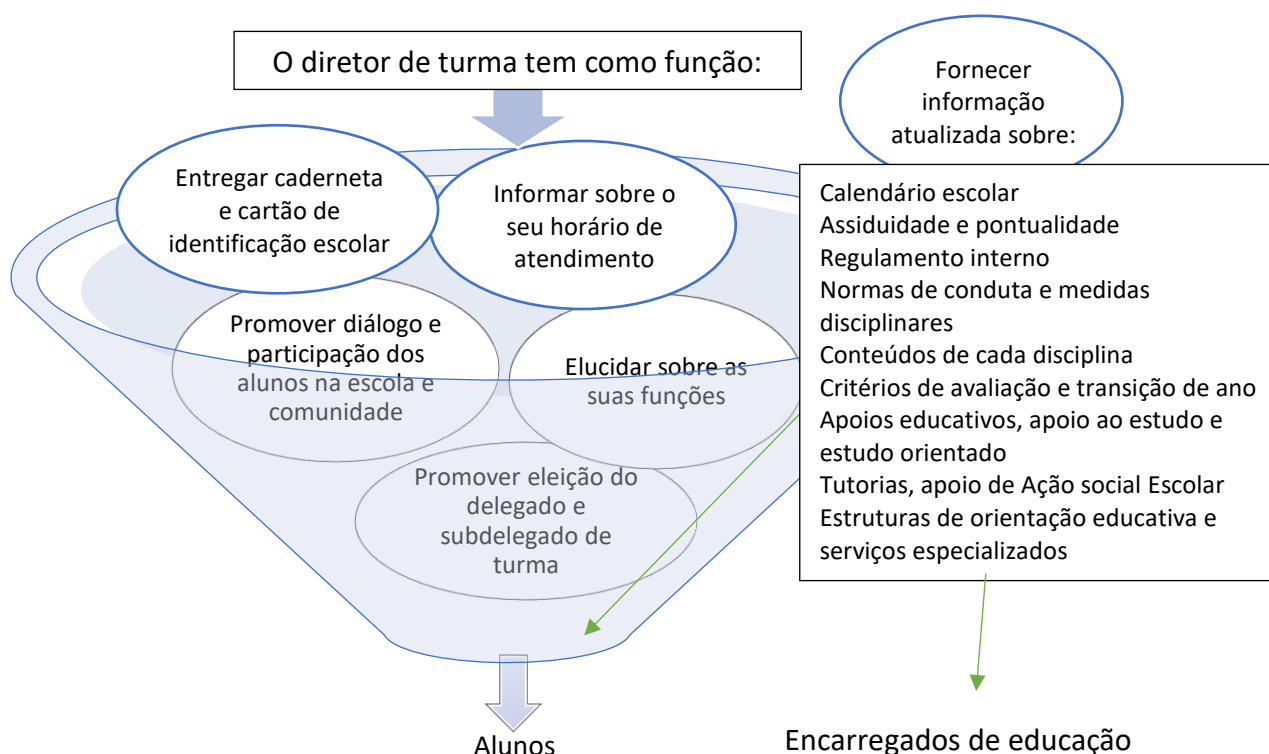 O diretor de turma tem como função:
Fornecer
informação
atualizada sobre:
Entregar caderneta
e cartão de
identificação escolar
Informar sobre o
seu horário de
atendimento
Promover diálogo e
participação dos
alunos na escola e
comunidade
Elucidar sobre as
suas funções
Promover eleição do
delegado e
subdelegado de
turma
Calendário escolar
Assiduidade e pontualidade
Regulamento interno
Normas de conduta e medidas
disciplinares
Conteúdos de cada disciplina
Critérios de avaliação e transição de ano
Apoios educativos, apoio ao estudo e
estudo orientado
Tutorias, apoio de Ação social Escolar
Estruturas de orientação educativa e
serviços especializados
Alunos
Encarregados de educação